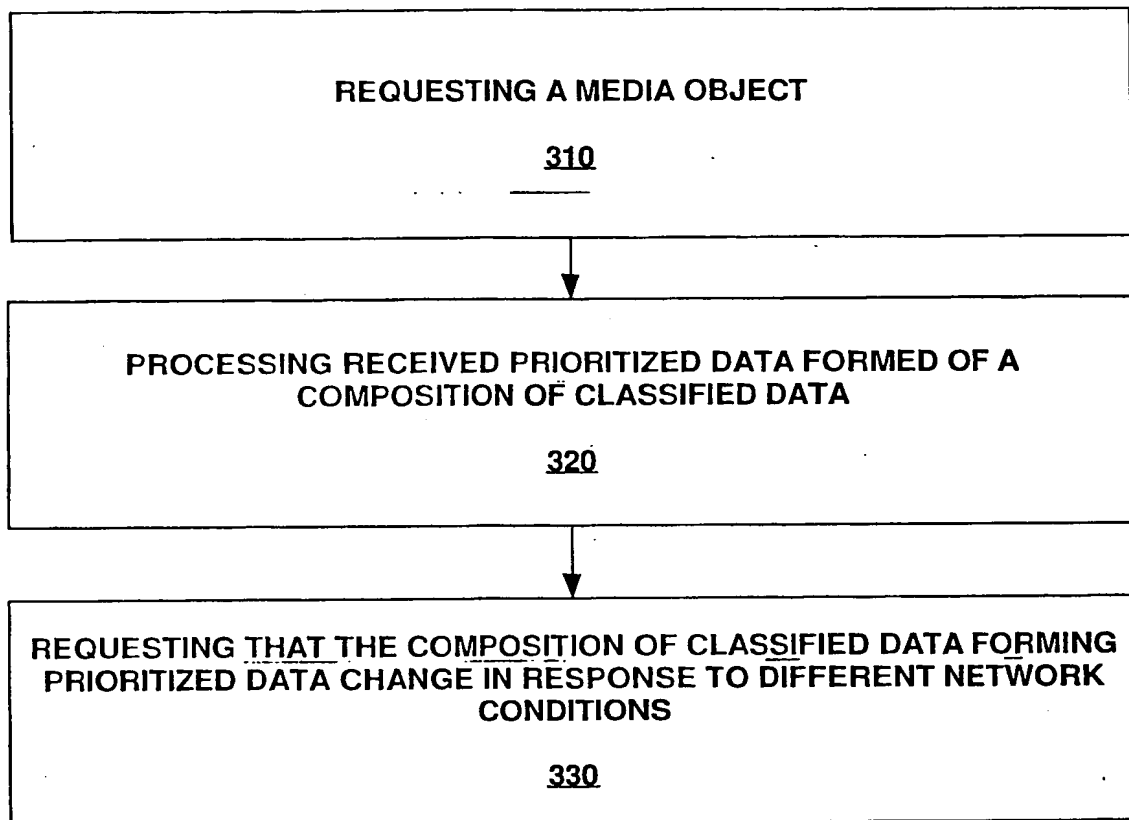 REQUESTING A MEDIA OBJECT
310
PROCESSING RECEIVED PRIORITIZED DATA FORMED OF A
COMPOSITION OF CLASSIFIED DATA
320
REQUESTING THAT THE COMPOSITION OF CLASSIFIED DATA FORMING
PRIORITIZED DATA CHANGE IN RESPONSE TO DIFFERENT NETWORK
CONDITIONS
330